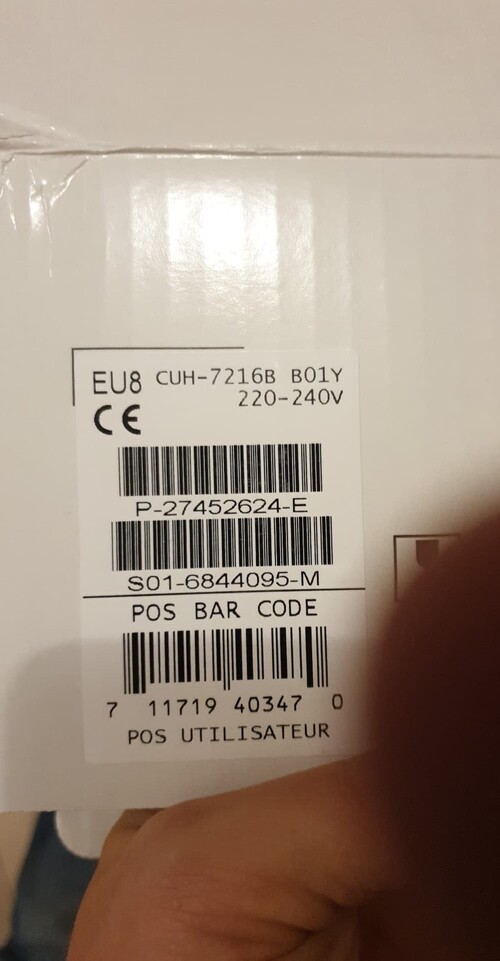 EU8 CUH-7216B B01Y
220-240V
CE
P-27452624-E
S01-6844095-M
POS BAR CODE
7 11719 40347 0
POS UTILISATEUR